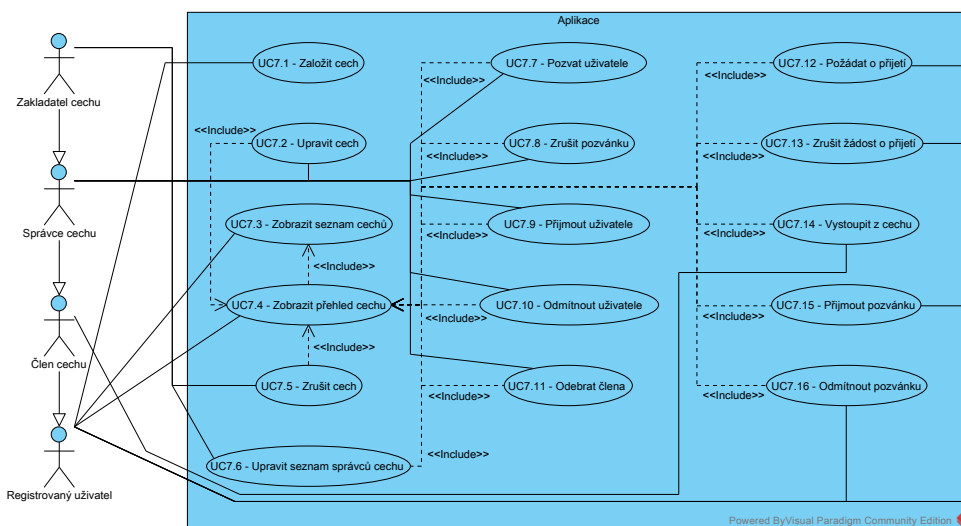 Aplikace
Zakladatel cechu
Správce cechu
Člen cechu
Registrovaný uživatel
UC7.1 - Založit cech
<<Include>>
UC7.2 - Upravit cech
UC7.3 - Zobrazit seznam cechů
<<Include>>
UC7.4 - Zobrazit přehled cechu
<<Include>>
UC7.5 - Zrušit cech
UC7.6 - Upravit seznam správců cechu
<<Include>>
UC7.7 - Pozvat uživatele
<<Include>>
UC7.8 - Zrušit pozvánku
<<Include>>
UC7.9 - Přijmout uživatele
<<Include>>
UC7.10 - Odmítnout uživatele
<<Include>>
UC7.11 - Odebrat člena
<<Include>>
<<Include>>
UC7.12 - Požádat o přijetí
<<Include>>
UC7.13 - Zrušit žádost o přijetí
<<Include>>
UC7.14 - Vystoupit z cechu
<<Include>>
UC7.15 - Přijmout pozvánku
<<Include>>
UC7.16 - Odmítnout pozvánku
<<Include>>
Powered ByVisual Paradigm Community Edition